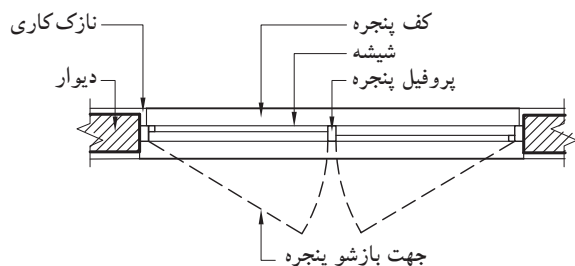 نازک کاری
کف پنجره
شیشه
دیوار
پروفیل پنجره
جهت بازشو پنجره